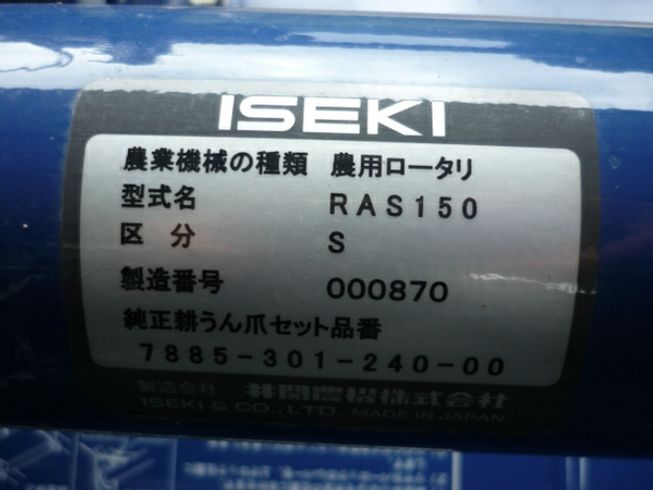 ISEKI
農業機械の種類 農用ロータリ
型式名 RAS150
区分 S
製造番号 000870
純正耕うん爪セット品番
7885-301-240-00
製造会社 井関農機株式会社
ISEKI & CO., LTD. MADE IN JAPAN